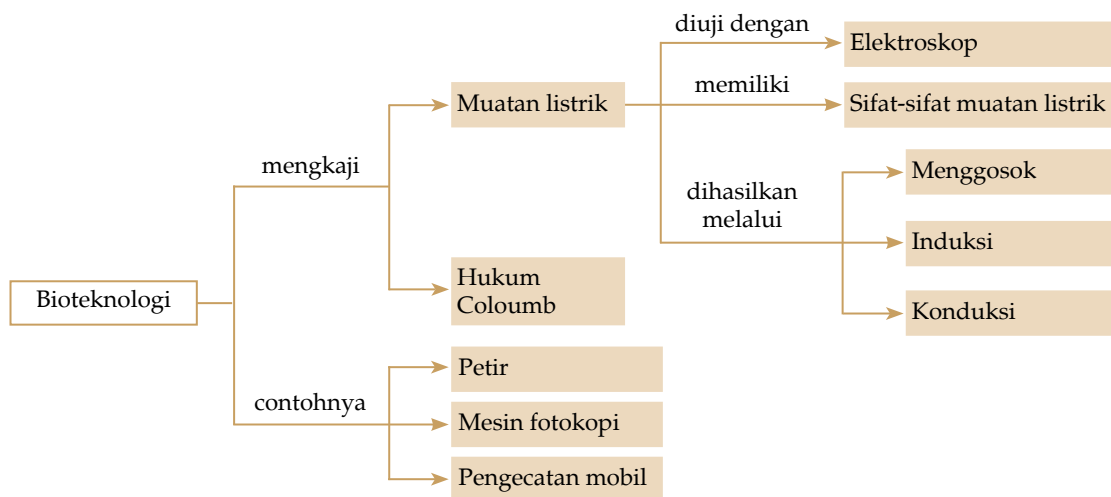 Bioteknologi
mengkaji
Muatan listrik
diuji dengan
Elektroskop
memiliki
Sifat-sifat muatan listrik
dihasilkan
melalui
Menggosok
Induksi
Konduksi
Hukum
Coloumb
contohnya
Petir
Mesin fotokopi
Pengecatan mobil